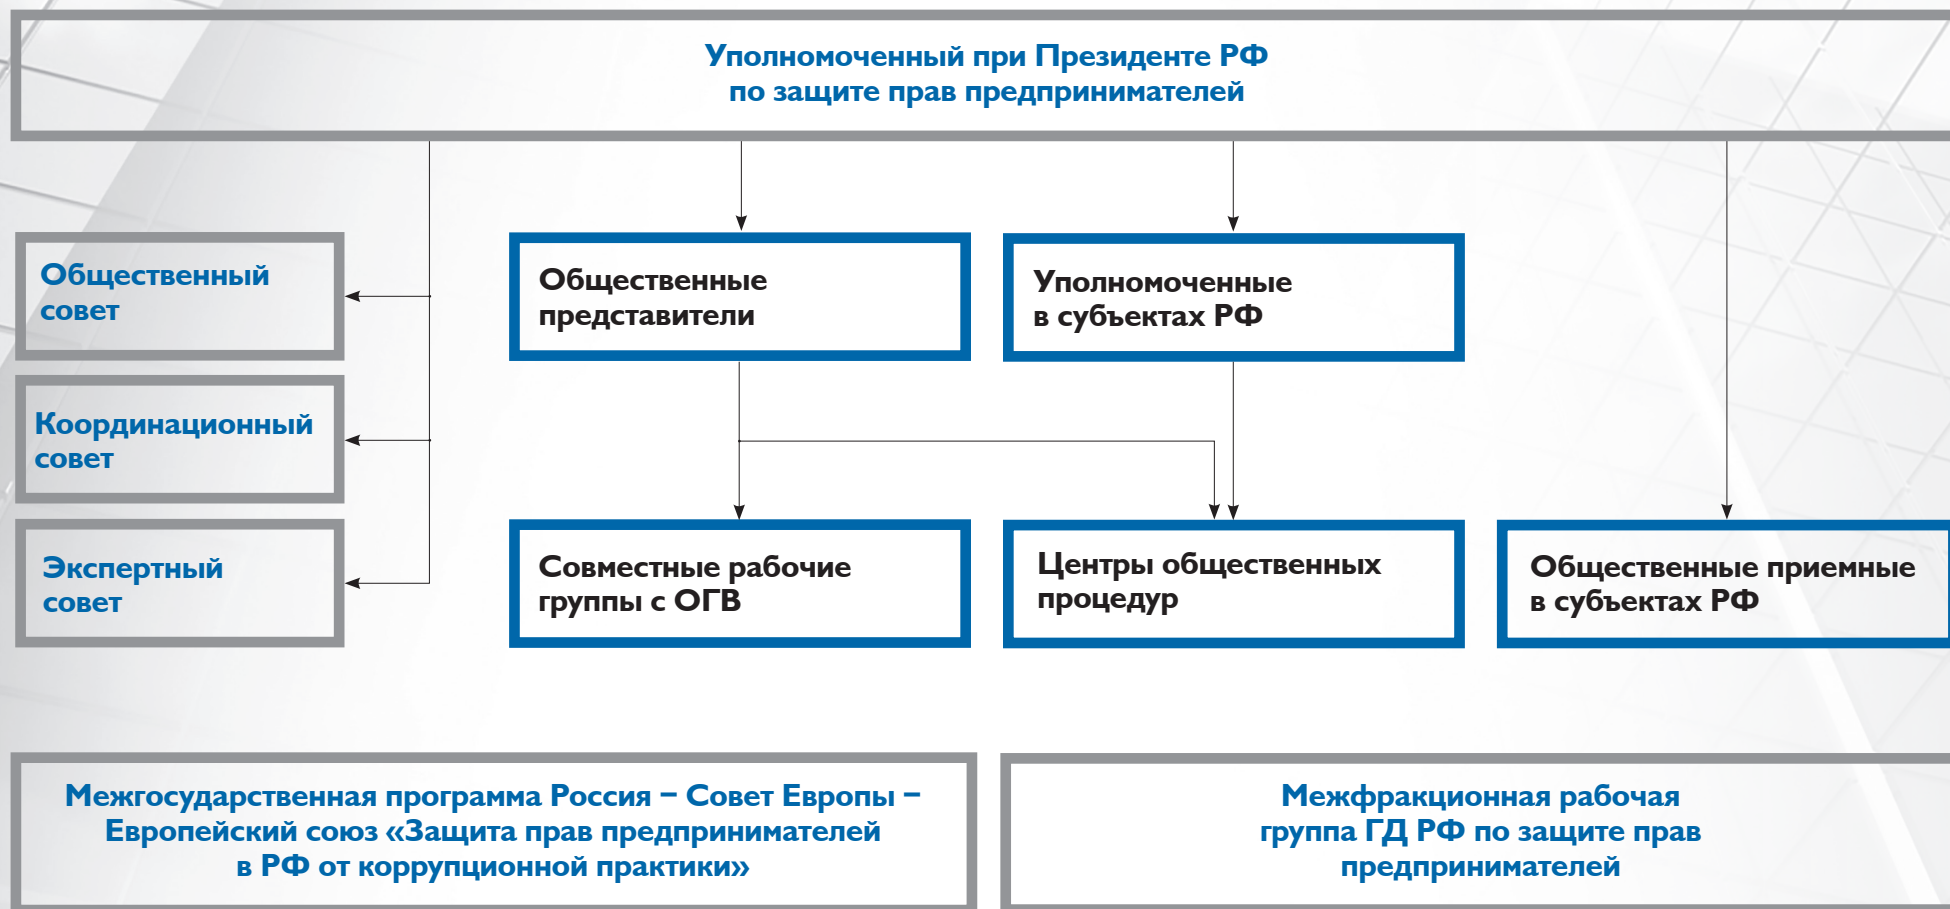 Уполномоченный при Президенте РФ
по защите прав предпринимателей
Общественный
совет
Общественные
представители
Уполномоченные
в субъектах РФ
Координационный
совет
Экспертный
совет
Совместные рабочие
группы с ОГВ
Центры общественных
процедур
Общественные приемные
в субъектах РФ
Межгосударственная программа Россия – Совет Европы –
Европейский союз «Защита прав предпринимателей
в РФ от коррупционной практики»
Межфракционная рабочая
группа ГД РФ по защите прав
предпринимателей